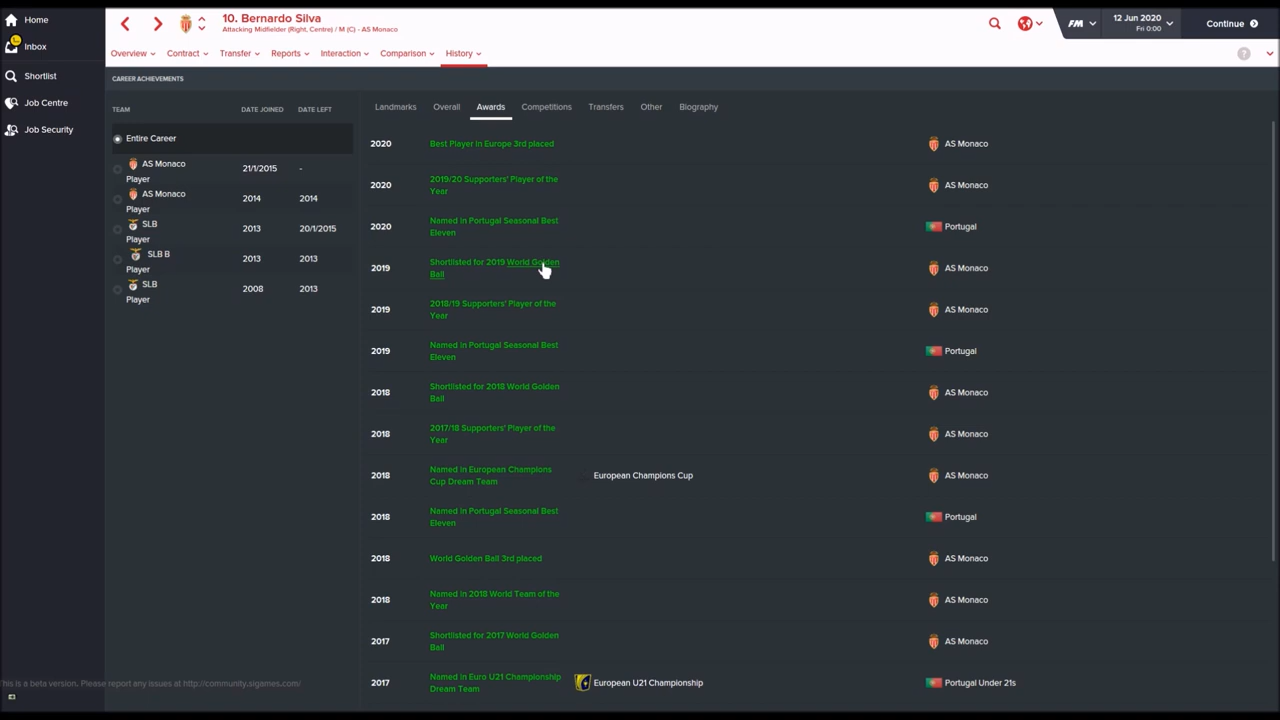 Home
Inbox
Shortlist
Job Centre
Job Security
10. Bernardo Silva
Attacking Midfielder (Right, Centre) / M (C) - AS Monaco
FM
12 Jun 2020
Fri 0:00
Continue
Overview
Contract
Transfer
Reports
Interaction
Comparison
History
?
CAREER ACHIEVEMENTS
TEAM DATE JOINED DATE LEFT
Entire Career
AS Monaco
Player 21/1/2015 -
AS Monaco
Player 2014 2014
SLB
Player 2013 20/1/2015
SLB B
Player 2013 2013
SLB
Player 2008 2013
Landmarks Overall Awards Competitions Transfers Other Biography
2020 Best Player in Europe 3rd placed AS Monaco
2020 2019/20 Supporters' Player of the
Year AS Monaco
2020 Named in Portugal Seasonal Best
Eleven Portugal
2019 Shortlisted for 2019 World Golden
Ball AS Monaco
2019 2018/19 Supporters' Player of the
Year AS Monaco
2019 Named in Portugal Seasonal Best
Eleven Portugal
2018 Shortlisted for 2018 World Golden
Ball AS Monaco
2018 2017/18 Supporters' Player of the
Year AS Monaco
2018 Named in European Champions
Cup Dream Team European Champions Cup AS Monaco
2018 Named in Portugal Seasonal Best
Eleven Portugal
2018 World Golden Ball 3rd placed AS Monaco
2018 Named in 2018 World Team of the
Year AS Monaco
2017 Shortlisted for 2017 World Golden
Ball AS Monaco
2017 Named in Euro U21 Championship
Dream Team European U21 Championship Portugal Under 21s
This is a beta version. Please report any issues at http://community.sigames.com/